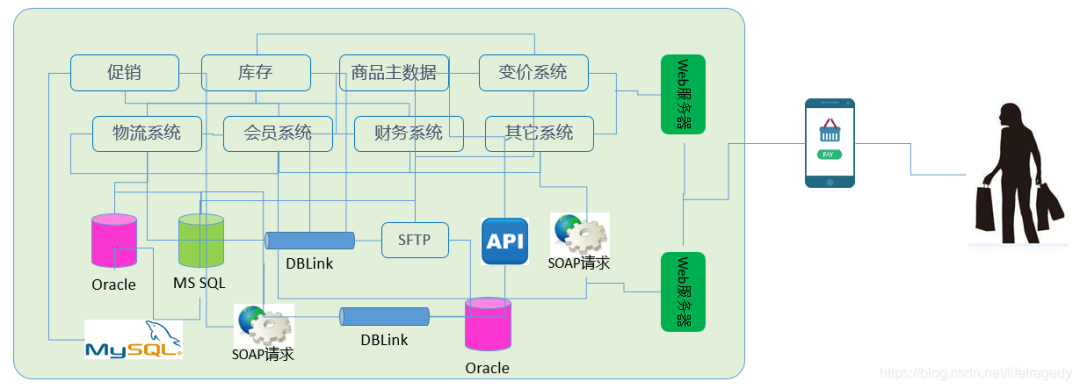 促销
库存
商品主数据
变价系统
物流系统
会员系统
财务系统
其它系统
Web服务器
Oracle
MS SQL
DBLink
SFTP
API
SOAP请求
Web服务器
MySQL
SOAP请求
DBLink
Oracle
PAY
https://blog.csdn.net/lifetragedy